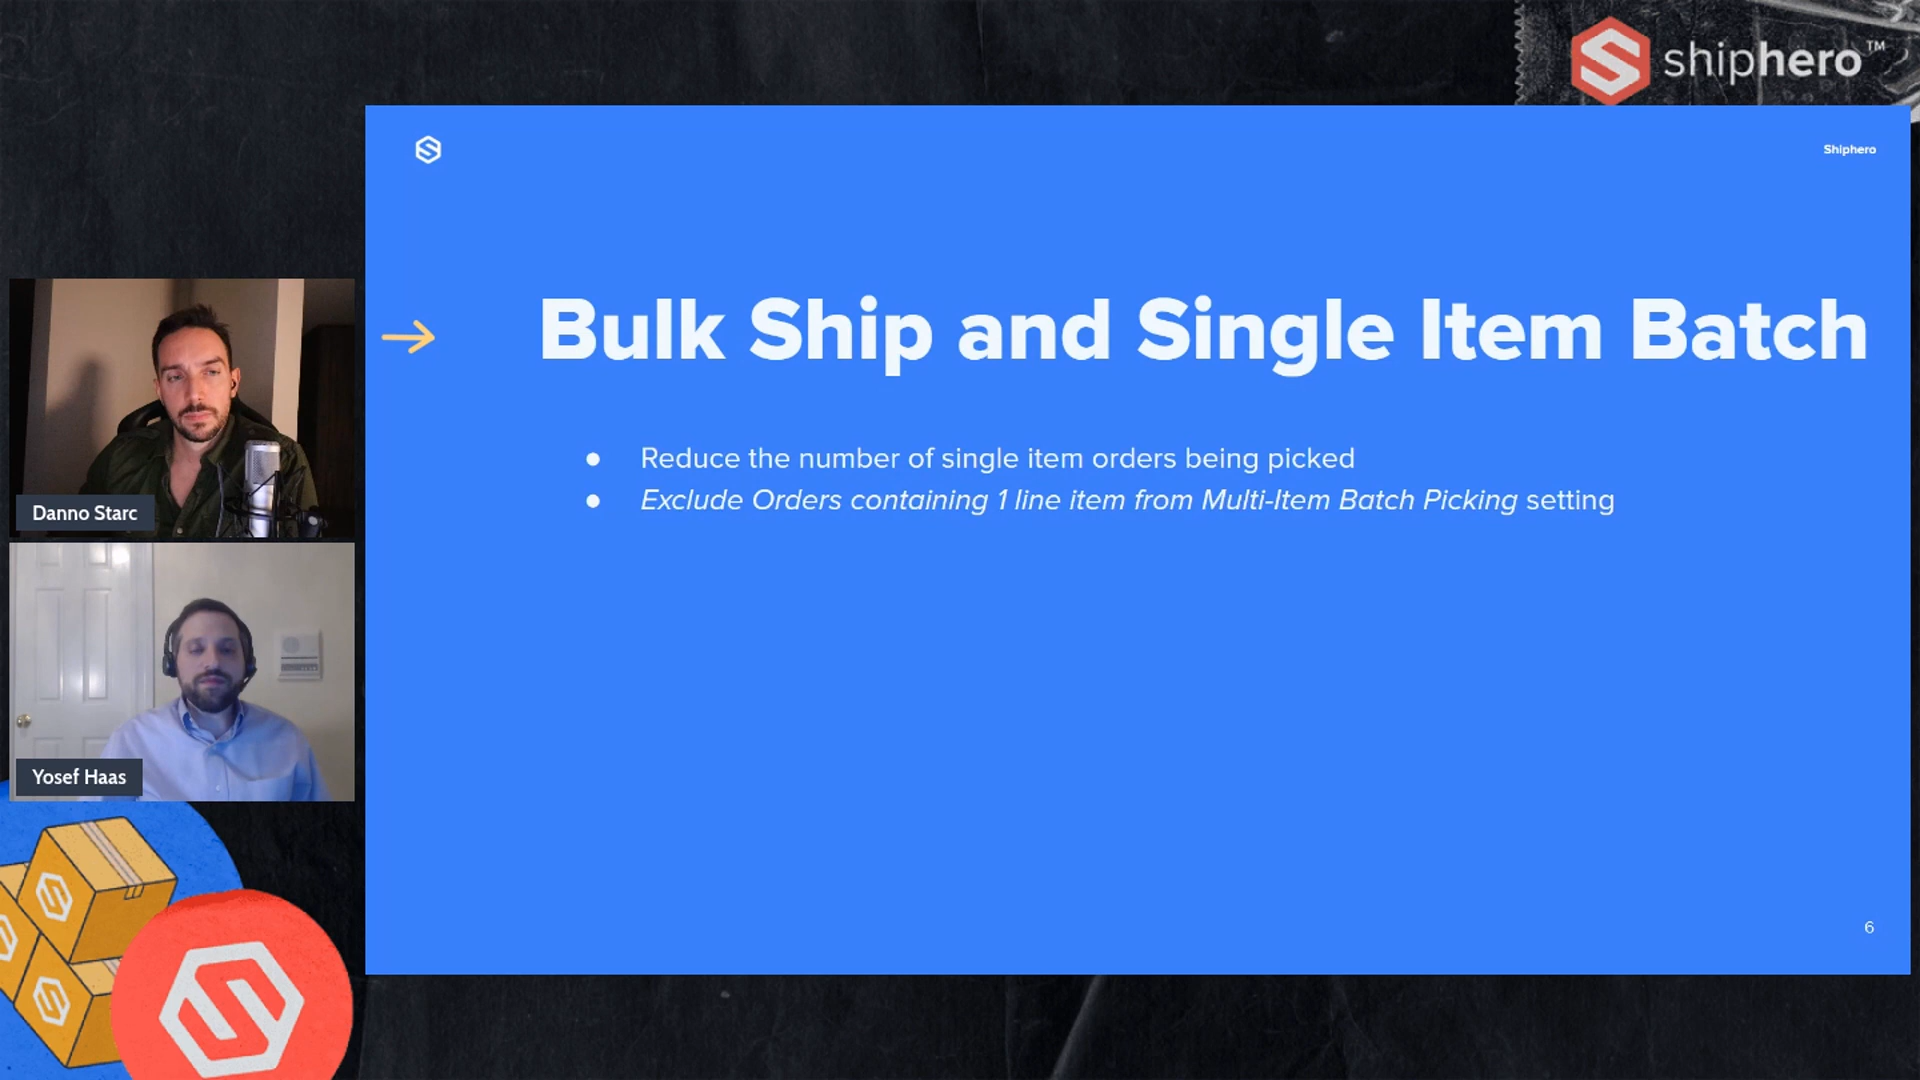 shiphero™
Shiphero
Bulk Ship and Single Item Batch
● Reduce the number of single item orders being picked
● Exclude Orders containing 1 line item from Multi-Item Batch Picking setting
Danno Starc
Yosef Haas
6